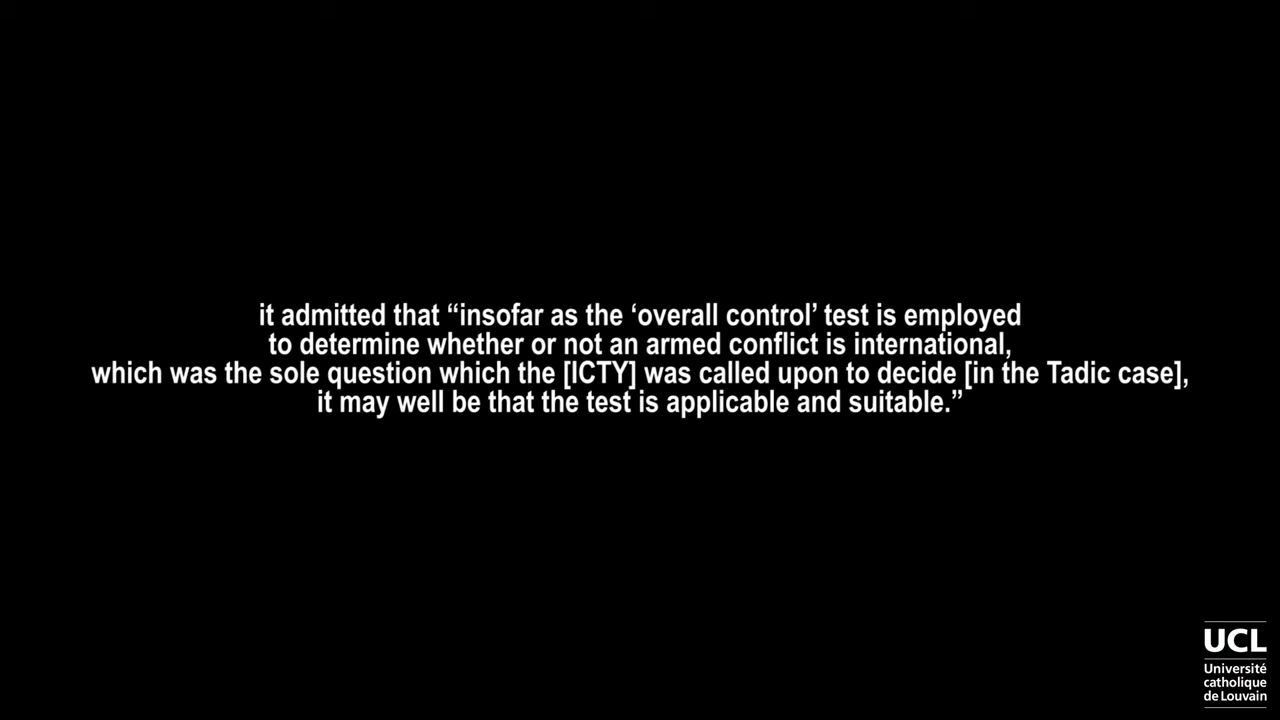 it admitted that “insofar as the ‘overall control’ test is employed
to determine whether or not an armed conflict is international,
which was the sole question which the [ICTY] was called upon to decide [in the Tadic case],
it may well be that the test is applicable and suitable.”
UCL
Université
catholique
de Louvain